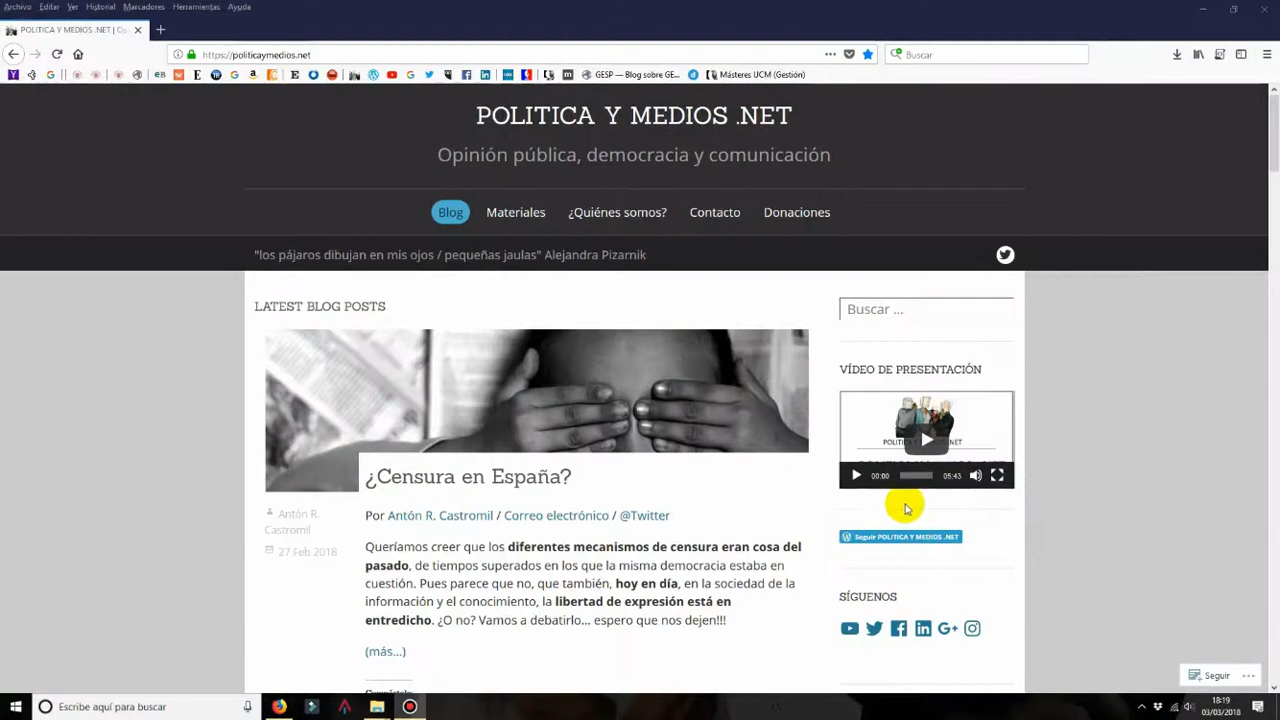 Archivo Editar Ver Historial Marcadores Herramientas Ayuda
POLITICA Y MEDIOS .NET | Op
https://politicaymedios.net
Buscar
GESP — Blog sobre GE...
Másteres UCM (Gestión)
POLITICA Y MEDIOS .NET
Opinión pública, democracia y comunicación
Blog Materiales ¿Quiénes somos? Contacto Donaciones
"los pájaros dibujan en mis ojos / pequeñas jaulas" Alejandra Pizarnik
LATEST BLOG POSTS
¿Censura en España?
Antón R.
Castromil
27 Feb 2018
Por Antón R. Castromil / Correo electrónico / @Twitter
Queríamos creer que los diferentes mecanismos de censura eran cosa del
pasado, de tiempos superados en los que la misma democracia estaba en
cuestión. Pues parece que no, que también, hoy en día, en la sociedad de la
información y el conocimiento, la libertad de expresión está en
entredicho. ¿O no? Vamos a debatirlo... espero que nos dejen!!!
(más...)
Buscar ...
VÍDEO DE PRESENTACIÓN
00:00 05:43
Seguir POLITICA Y MEDIOS .NET
SÍGUENOS
Seguir
Escribe aquí para buscar
18:19
03/03/2018